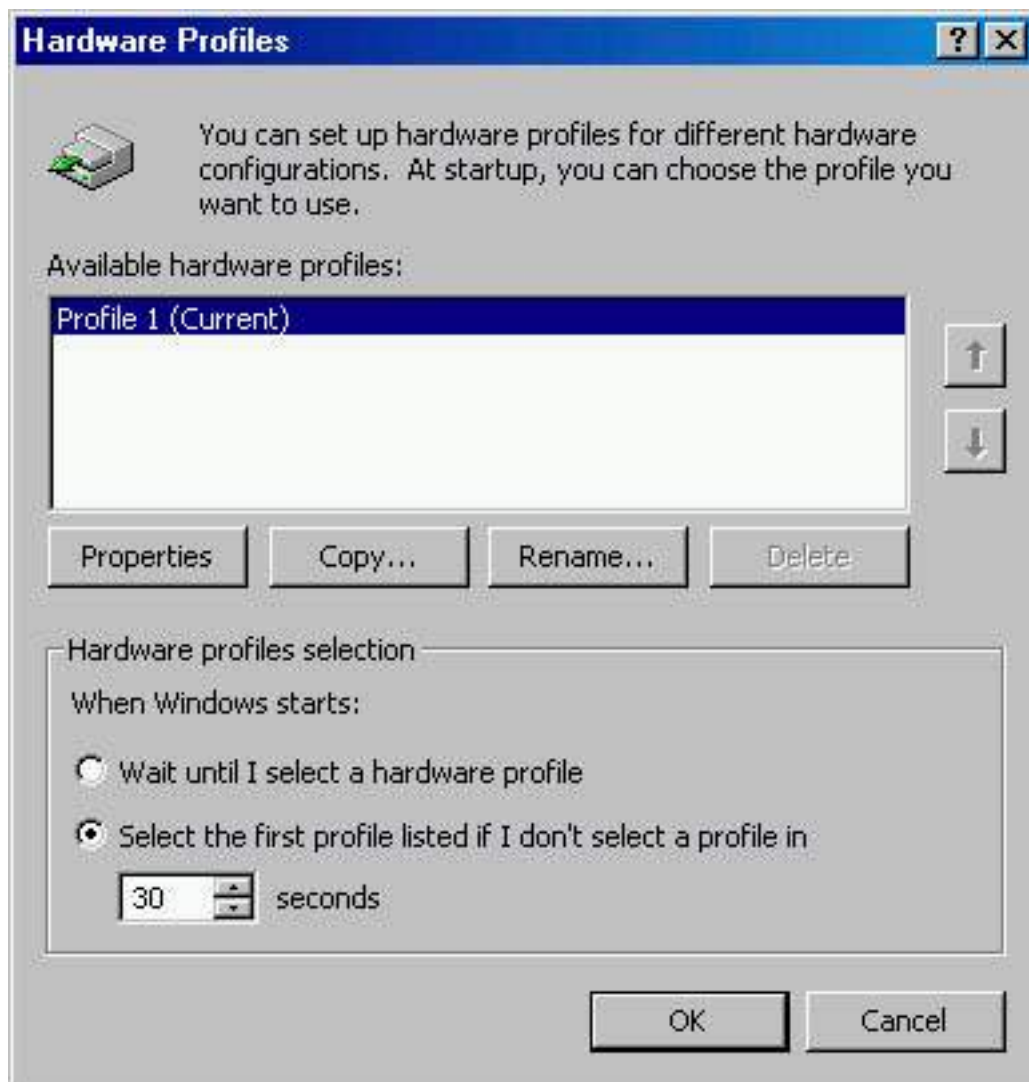 Hardware Profiles
You can set up hardware profiles for different hardware
configurations.  At startup, you can choose the profile you
want to use.
Available hardware profiles:
Profile 1 (Current)
Properties
Copy...
Rename...
Delete
Hardware profiles selection
When Windows starts:
Wait until I select a hardware profile
Select the first profile listed if I don't select a profile in
30 seconds
OK
Cancel